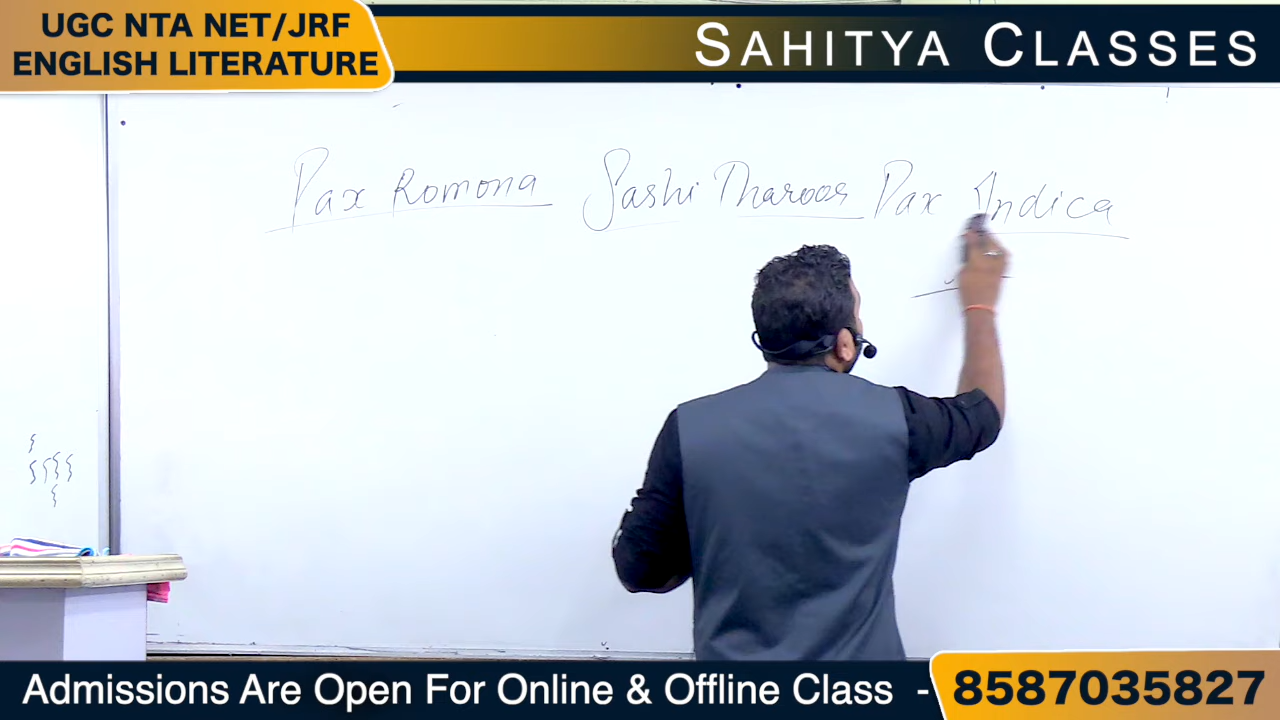 UGC NTA NET/JRF
ENGLISH LITERATURE
SAHITYA CLASSES
Pax Romona Sashi Tharoor Pax Indica
Admissions Are Open For Online & Offline Class - 8587035827